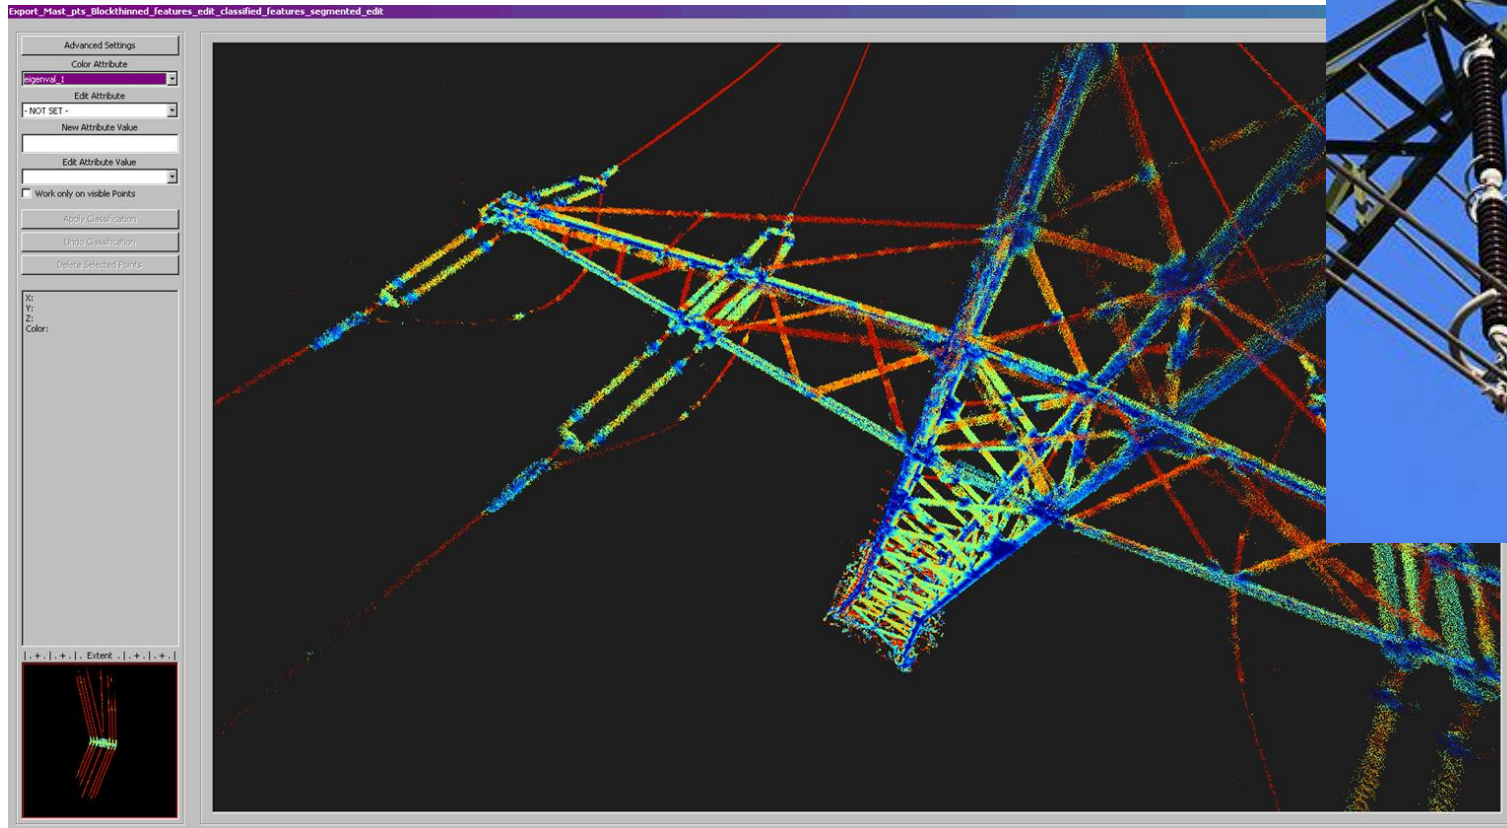 Export_Mast_pts_Blockthinned_features_edit_classified_features_segmented_edit
Advanced Settings
Color Attribute
eigenval_1
Edit Attribute
- NOT SET -
New Attribute Value
Edit Attribute Value
Work only on visible Points
Apply Classification
Undo Classification
Delete Selected Points
X:
Y:
Z:
Color:
| . + . | . + . | . Extent . | . + . | . + . |